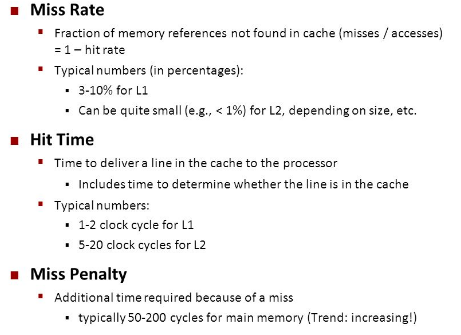 Miss Rate
Fraction of memory references not found in cache (misses / accesses)
= 1 – hit rate
Typical numbers (in percentages):
3-10% for L1
Can be quite small (e.g., < 1%) for L2, depending on size, etc.
Hit Time
Time to deliver a line in the cache to the processor
Includes time to determine whether the line is in the cache
Typical numbers:
1-2 clock cycle for L1
5-20 clock cycles for L2
Miss Penalty
Additional time required because of a miss
typically 50-200 cycles for main memory (Trend: increasing!)